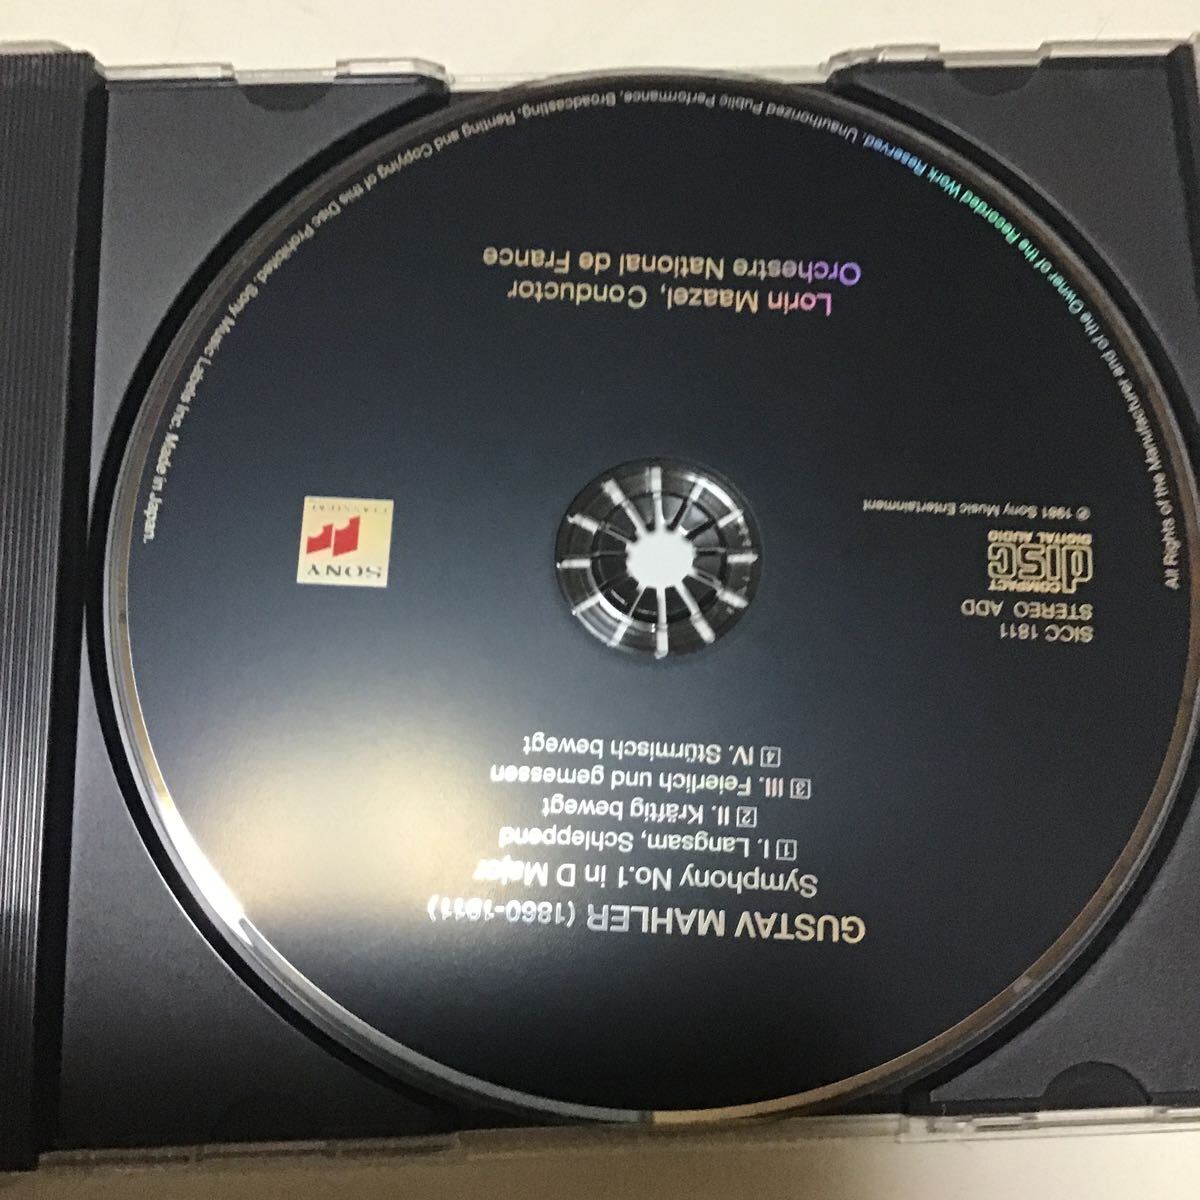 GUSTAV MAHLER (1860-1911)
Symphony No.1 in D Major
1 I. Langsam, Schleppend
2 II. Kräftig bewegt
3 III. Feierlich und gemessen
4 IV. Stürmisch bewegt
SICC 1811
STEREO ADD
COMPACT
disc
DIGITAL AUDIO
℗ 1981 Sony Music Entertainment
SONY
CLASSICAL
Lorin Maazel, Conductor
Orchestre National de France
All Rights of the Manufacturer and of the Owner of the Recorded Work Reserved. Unauthorized Public Performance, Broadcasting, Renting and Copying of this Disc Prohibited. Sony Music Labels Inc. Made in Japan.